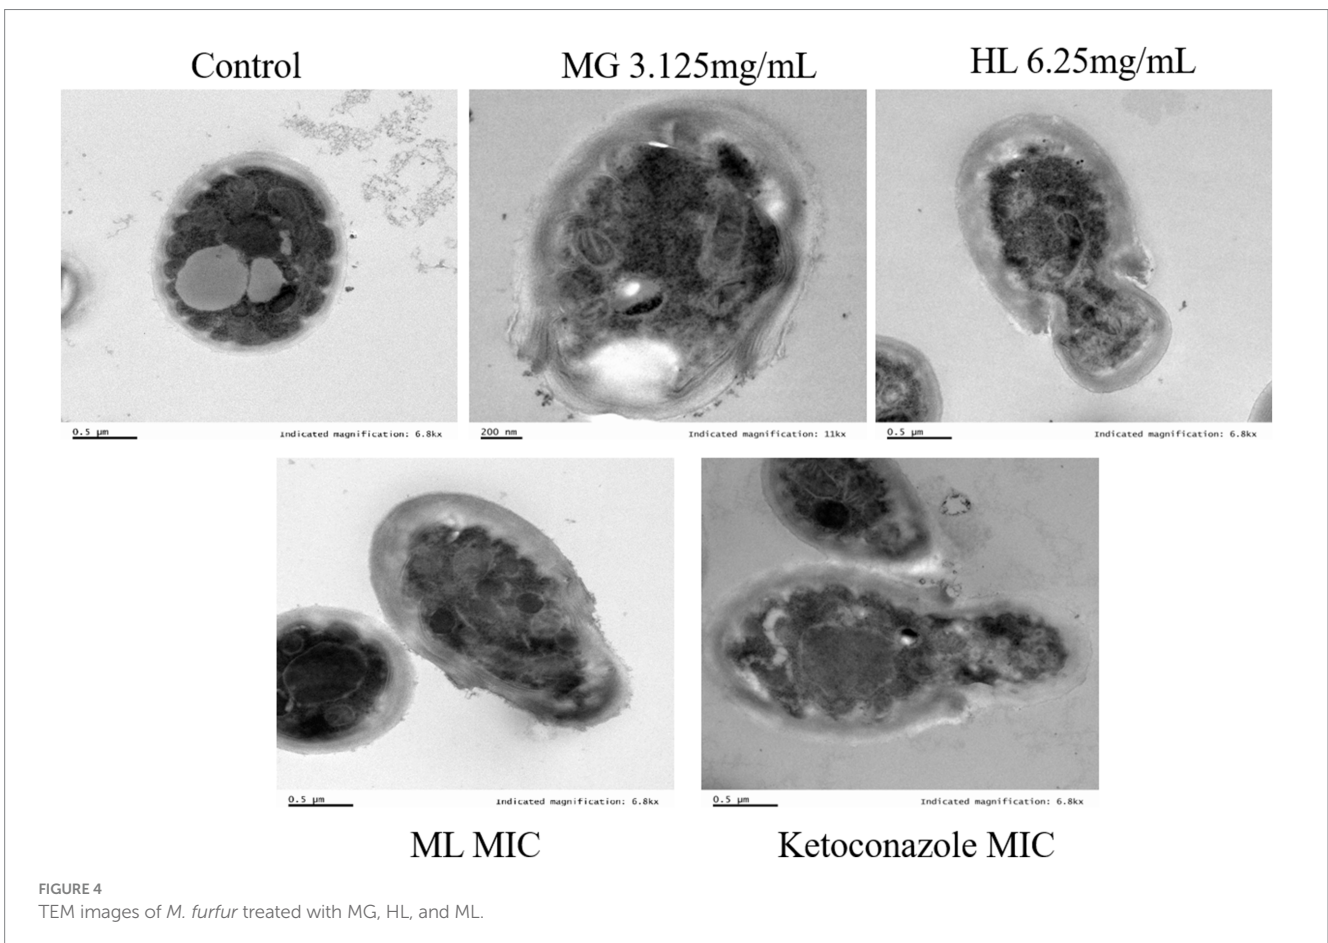 Control
MG 3.125mg/mL
HL 6.25mg/mL
0.5 µm
Indicated magnification: 6.8kx
200 nm
Indicated magnification: 11kx
0.5 µm
Indicated magnification: 6.8kx
0.5 µm
Indicated magnification: 6.8kx
0.5 µm
Indicated magnification: 6.8kx
ML MIC
Ketoconazole MIC
FIGURE 4
TEM images of M. furfur treated with MG, HL, and ML.